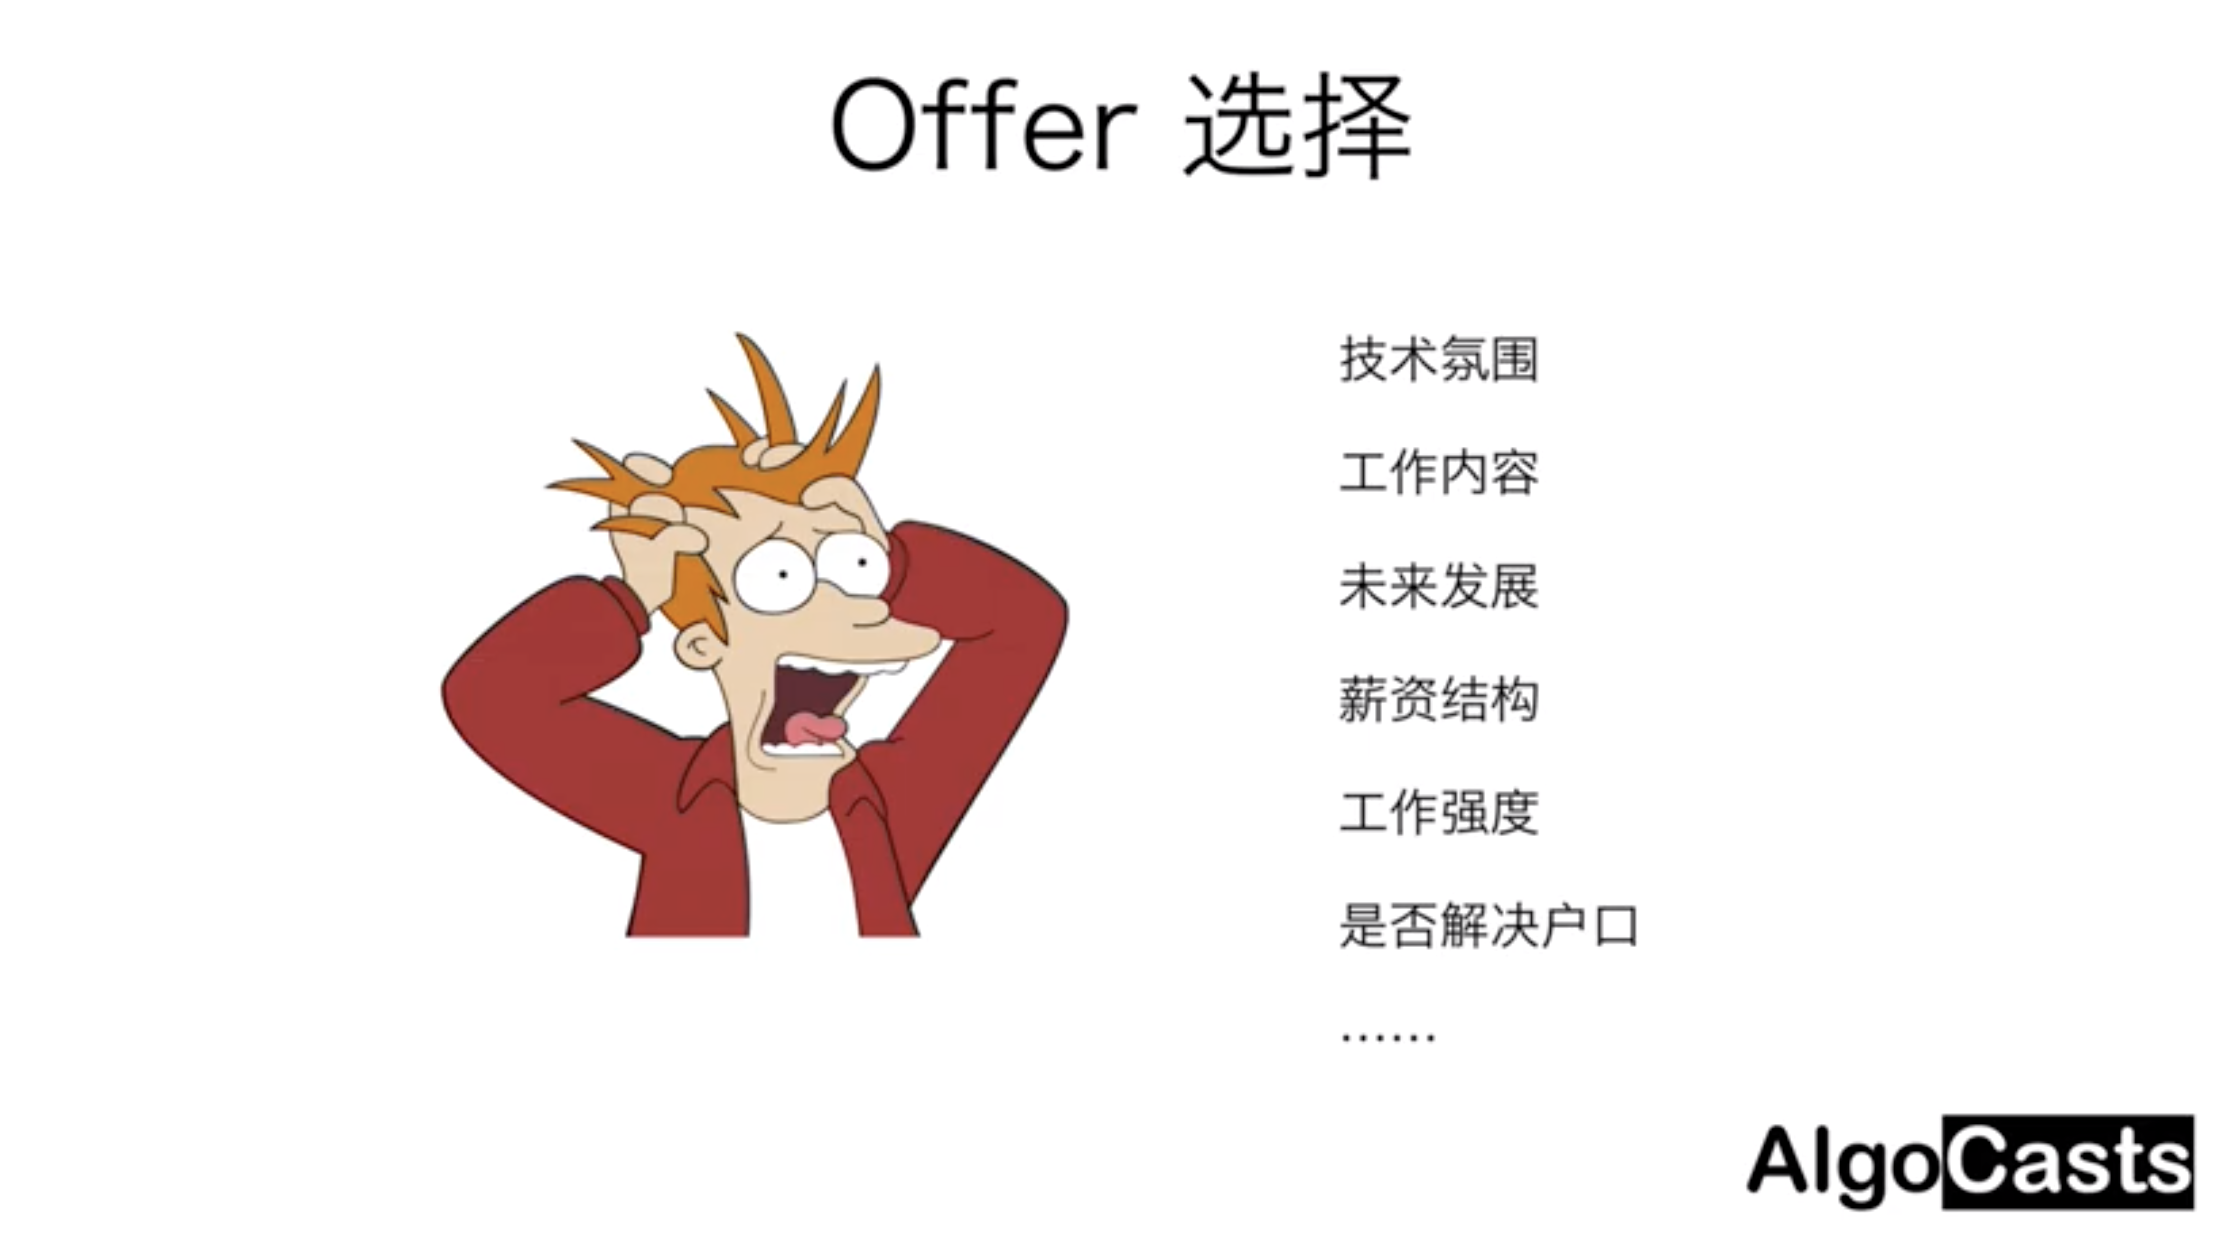 Offer 选择
技术氛围
工作内容
未来发展
薪资结构
工作强度
是否解决户口
……
AlgoCasts